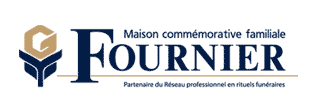 Maison commémorative familiale
G FOURNIER
Partenaire du Réseau professionnel en rituels funéraires